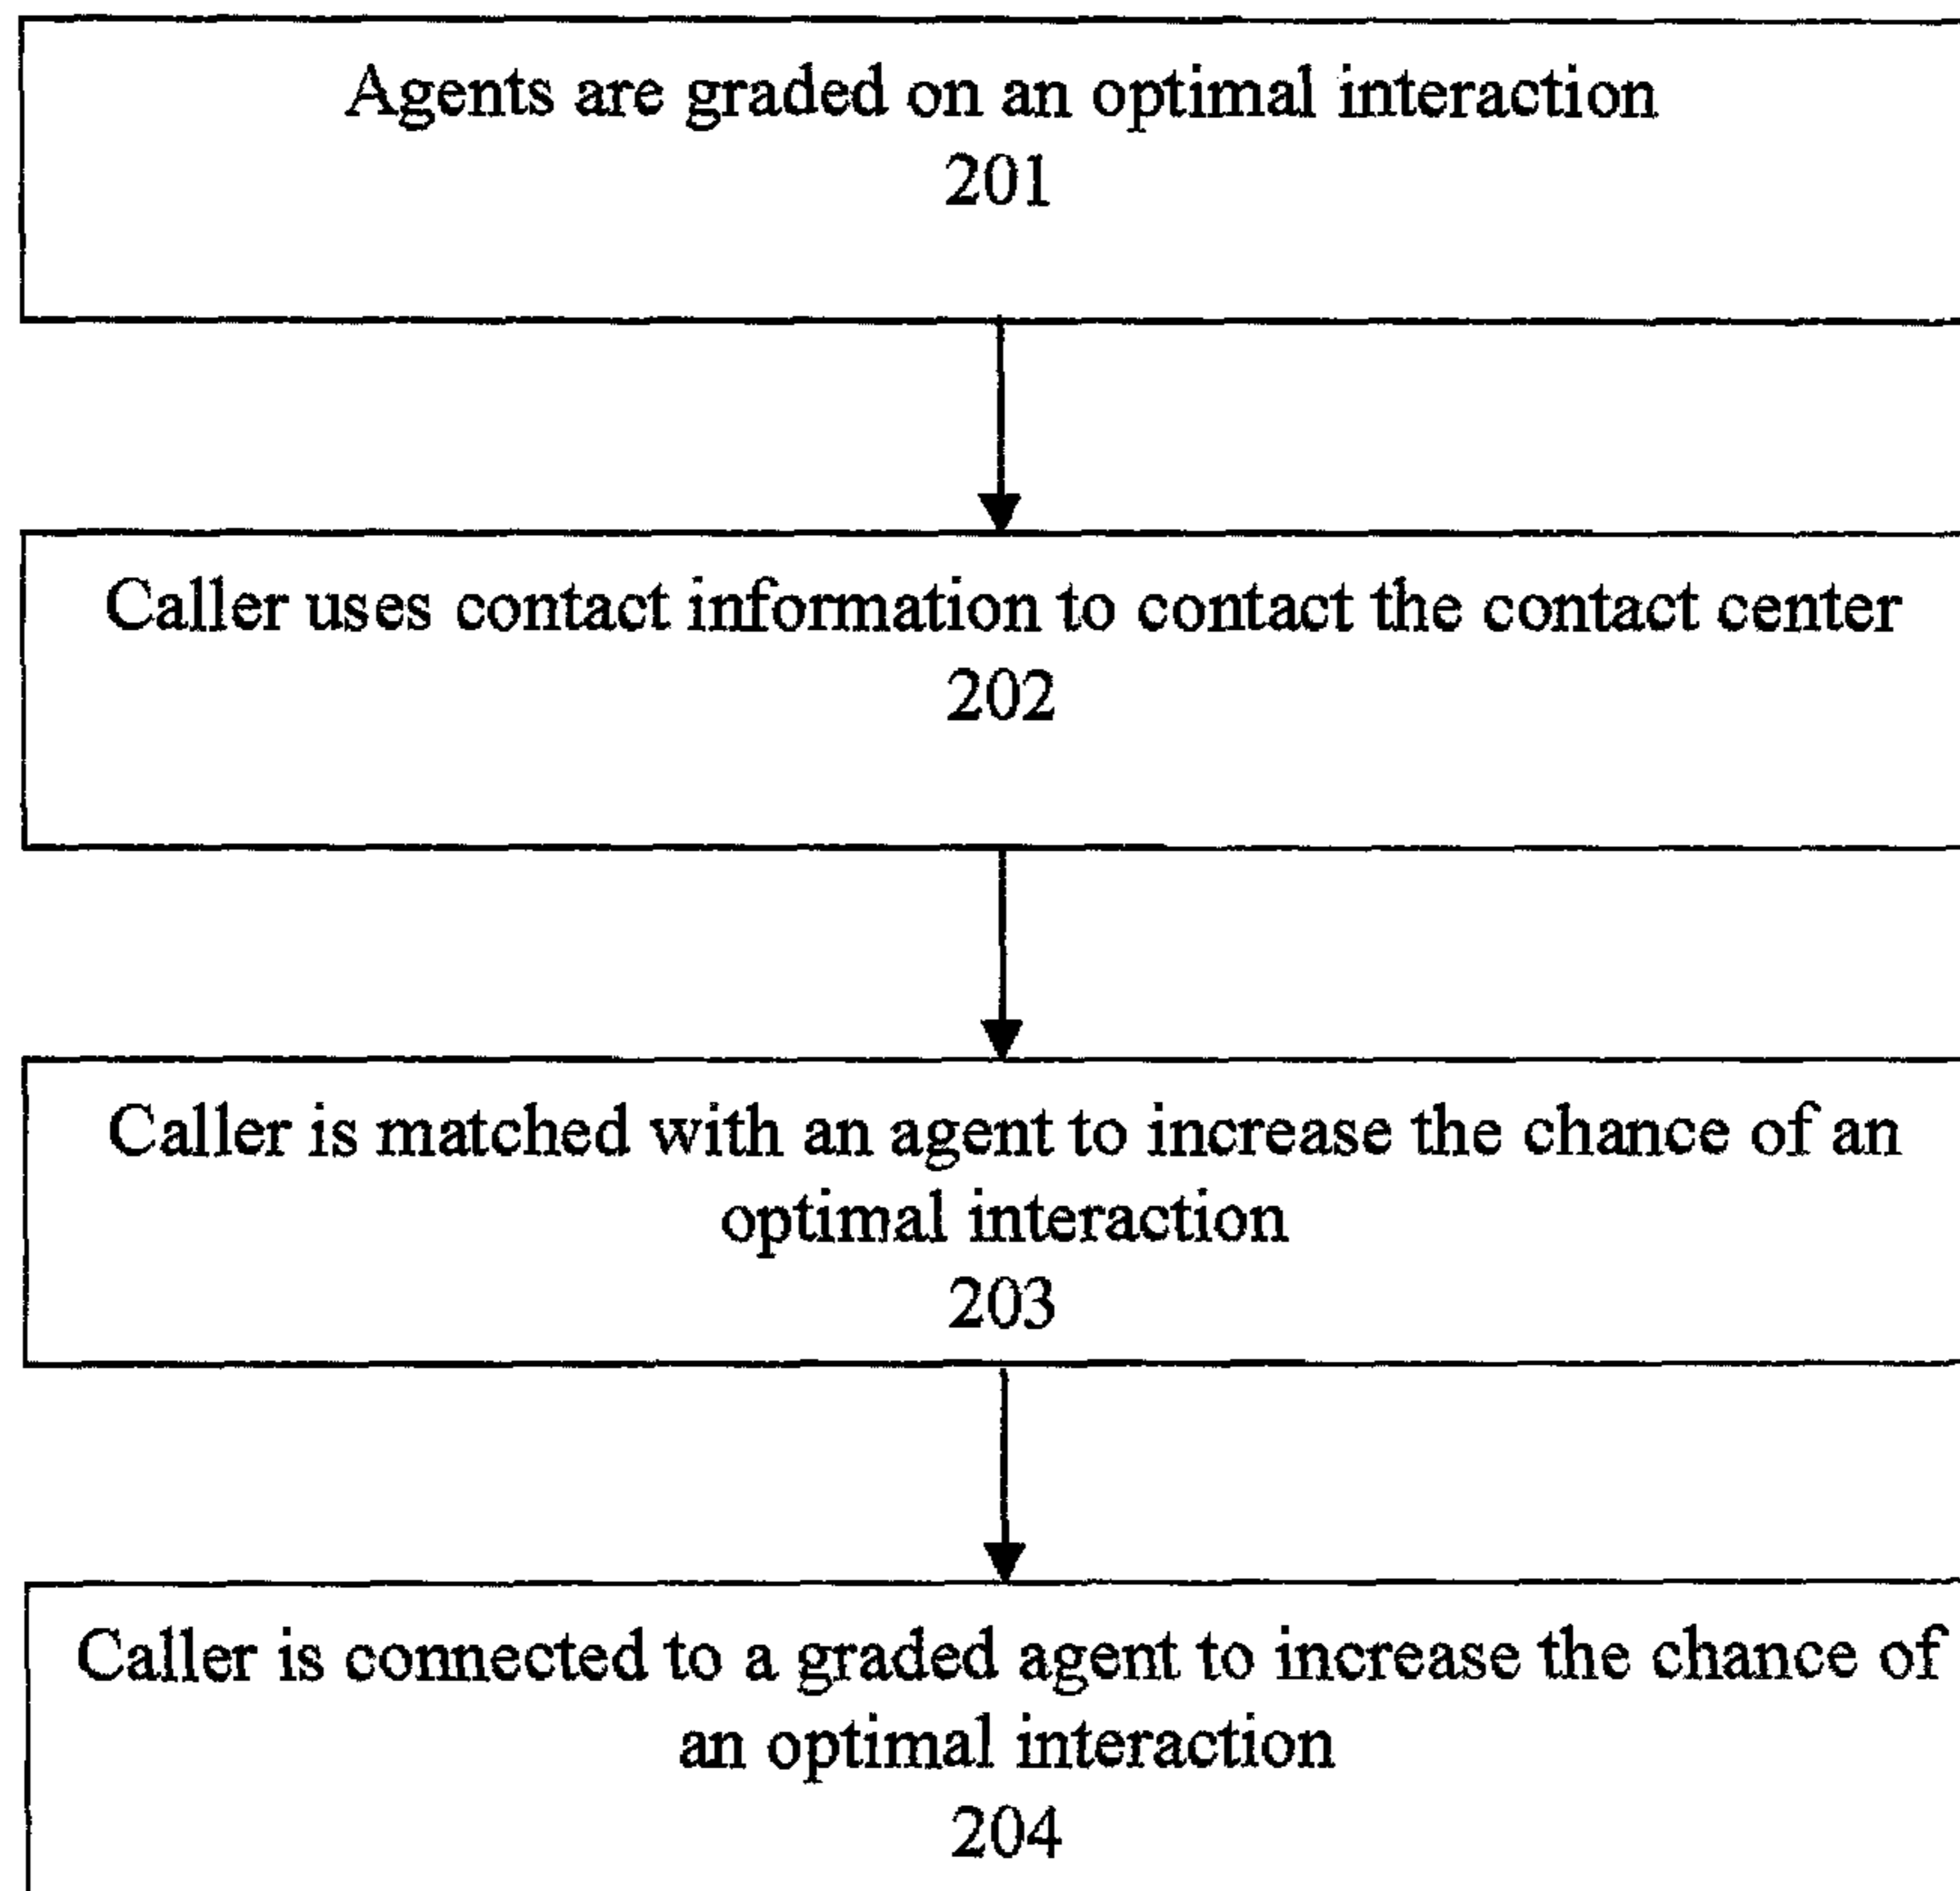 Agents are graded on an optimal interaction
201
Caller uses contact information to contact the contact center
202
Caller is matched with an agent to increase the chance of an
optimal interaction
203
Caller is connected to a graded agent to increase the chance of
an optimal interaction
204